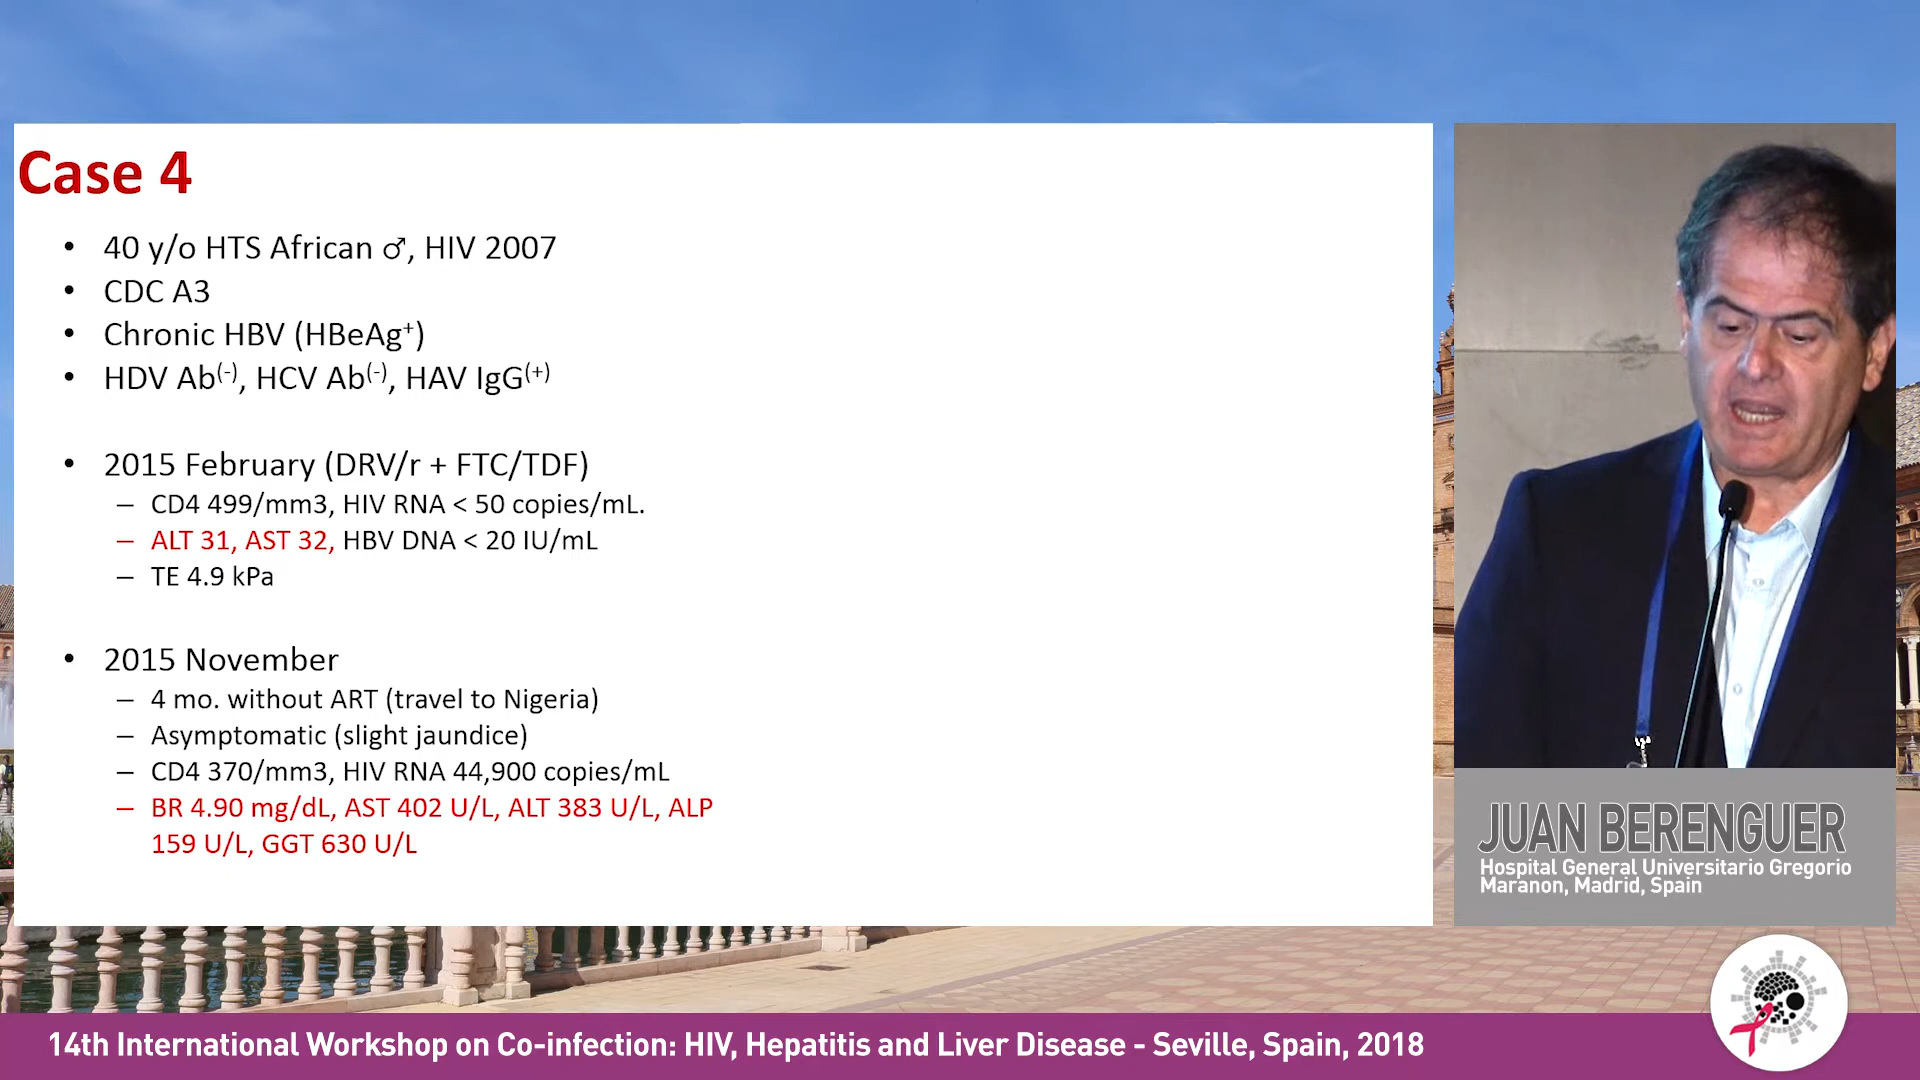 Case 4
• 40 y/o HTS African ♂, HIV 2007
• CDC A3
• Chronic HBV (HBeAg⁺)
• HDV Ab⁽⁻⁾, HCV Ab⁽⁻⁾, HAV IgG⁽⁺⁾
• 2015 February (DRV/r + FTC/TDF)
– CD4 499/mm3, HIV RNA < 50 copies/mL.
– ALT 31, AST 32, HBV DNA < 20 IU/mL
– TE 4.9 kPa
• 2015 November
– 4 mo. without ART (travel to Nigeria)
– Asymptomatic (slight jaundice)
– CD4 370/mm3, HIV RNA 44,900 copies/mL
– BR 4.90 mg/dL, AST 402 U/L, ALT 383 U/L, ALP
159 U/L, GGT 630 U/L
JUAN BERENGUER
Hospital General Universitario Gregorio
Maranon, Madrid, Spain
14th International Workshop on Co-infection: HIV, Hepatitis and Liver Disease - Seville, Spain, 2018